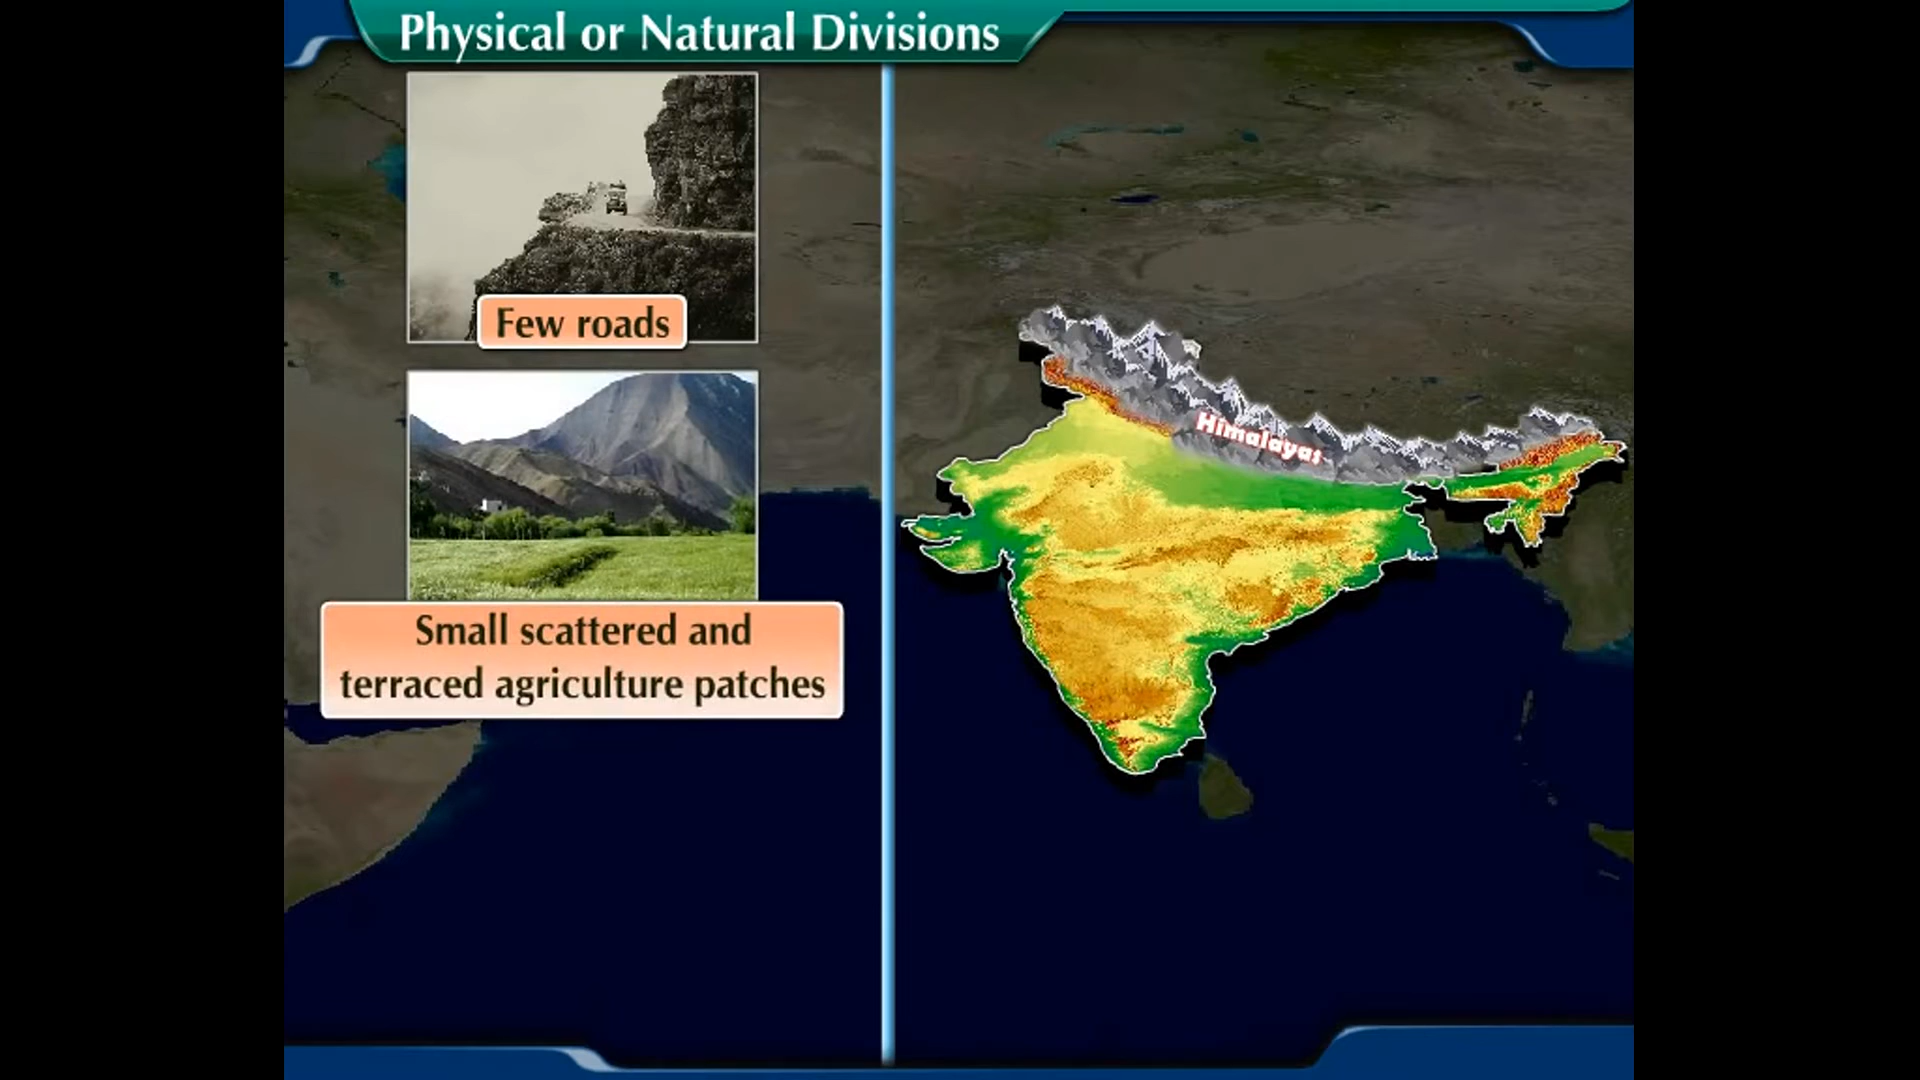 Physical or Natural Divisions
Few roads
Small scattered and
terraced agriculture patches
Himalayas